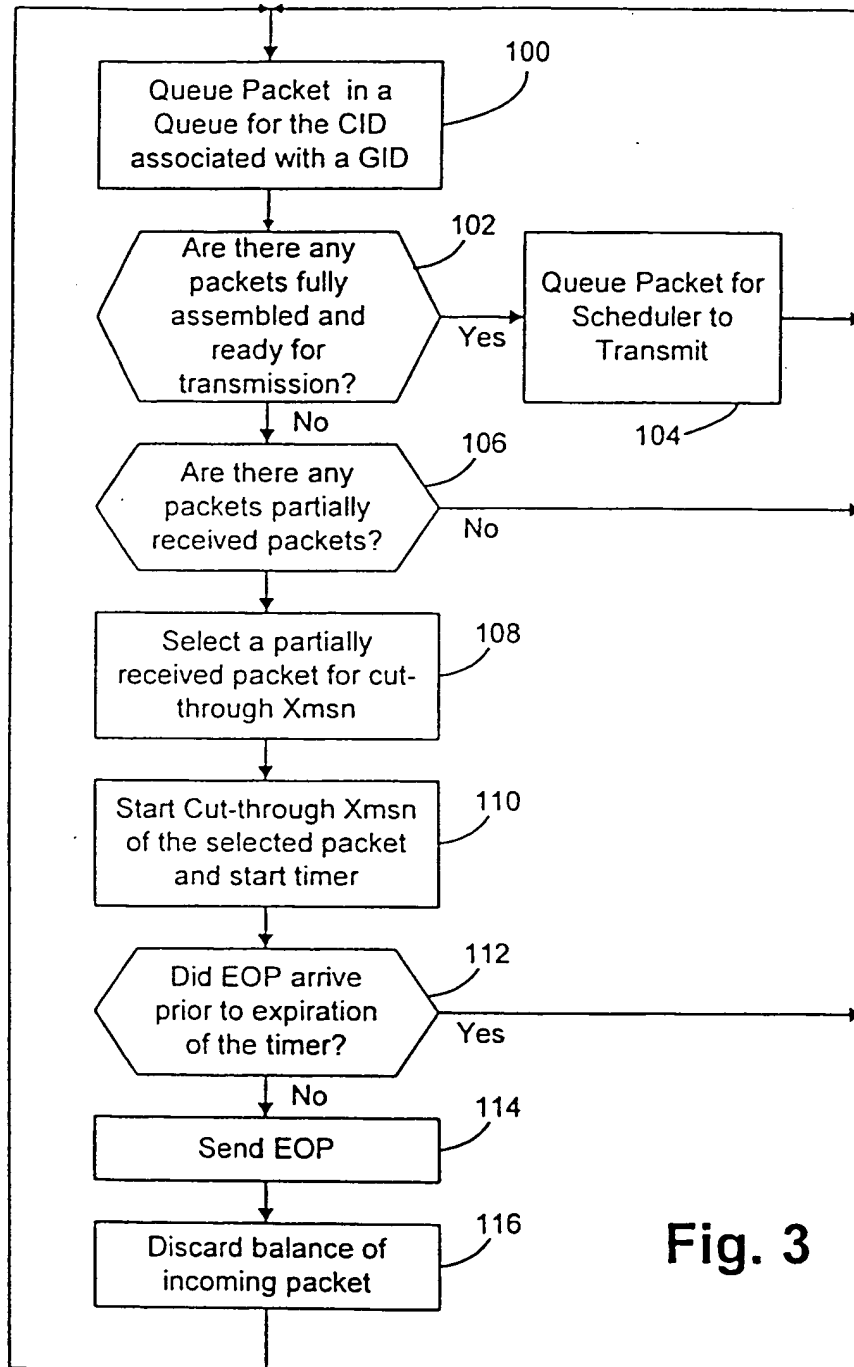 100
Queue Packet in a
Queue for the CID
associated with a GID
102
Are there any
packets fully
assembled and
ready for
transmission?
Yes
Queue Packet for
Scheduler to
Transmit
104
No
106
Are there any
packets partially
received packets?
No
Select a partially
received packet for cut-
through Xmsn
108
Start Cut-through Xmsn
of the selected packet
and start timer
110
Did EOP arrive
prior to expiration
of the timer?
112
Yes
No
Send EOP
114
Discard balance of
incoming packet
116
Fig. 3